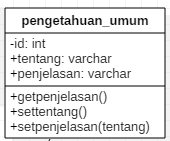 pengetahuan_umum
-id: int
+tentang: varchar
+penjelasan: varchar
+getpenjelasan()
+settentang()
+setpenjelasan(tentang)